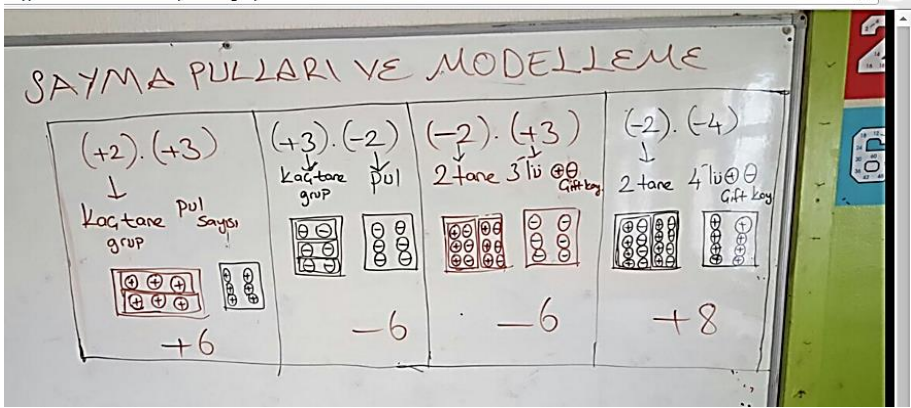 SAYMA PULLARI VE MODELLEME
(+2).(+3)
Kaç tane pul sayısı
grup
+6
(+3).(-2)
Kaç tane pul
grup
-6
(-2).(+3)
2 tane 3'lü ⊕⊖
Çift koy
-6
(-2).(-4)
2 tane 4'lü ⊕⊖
Çift koy
+8